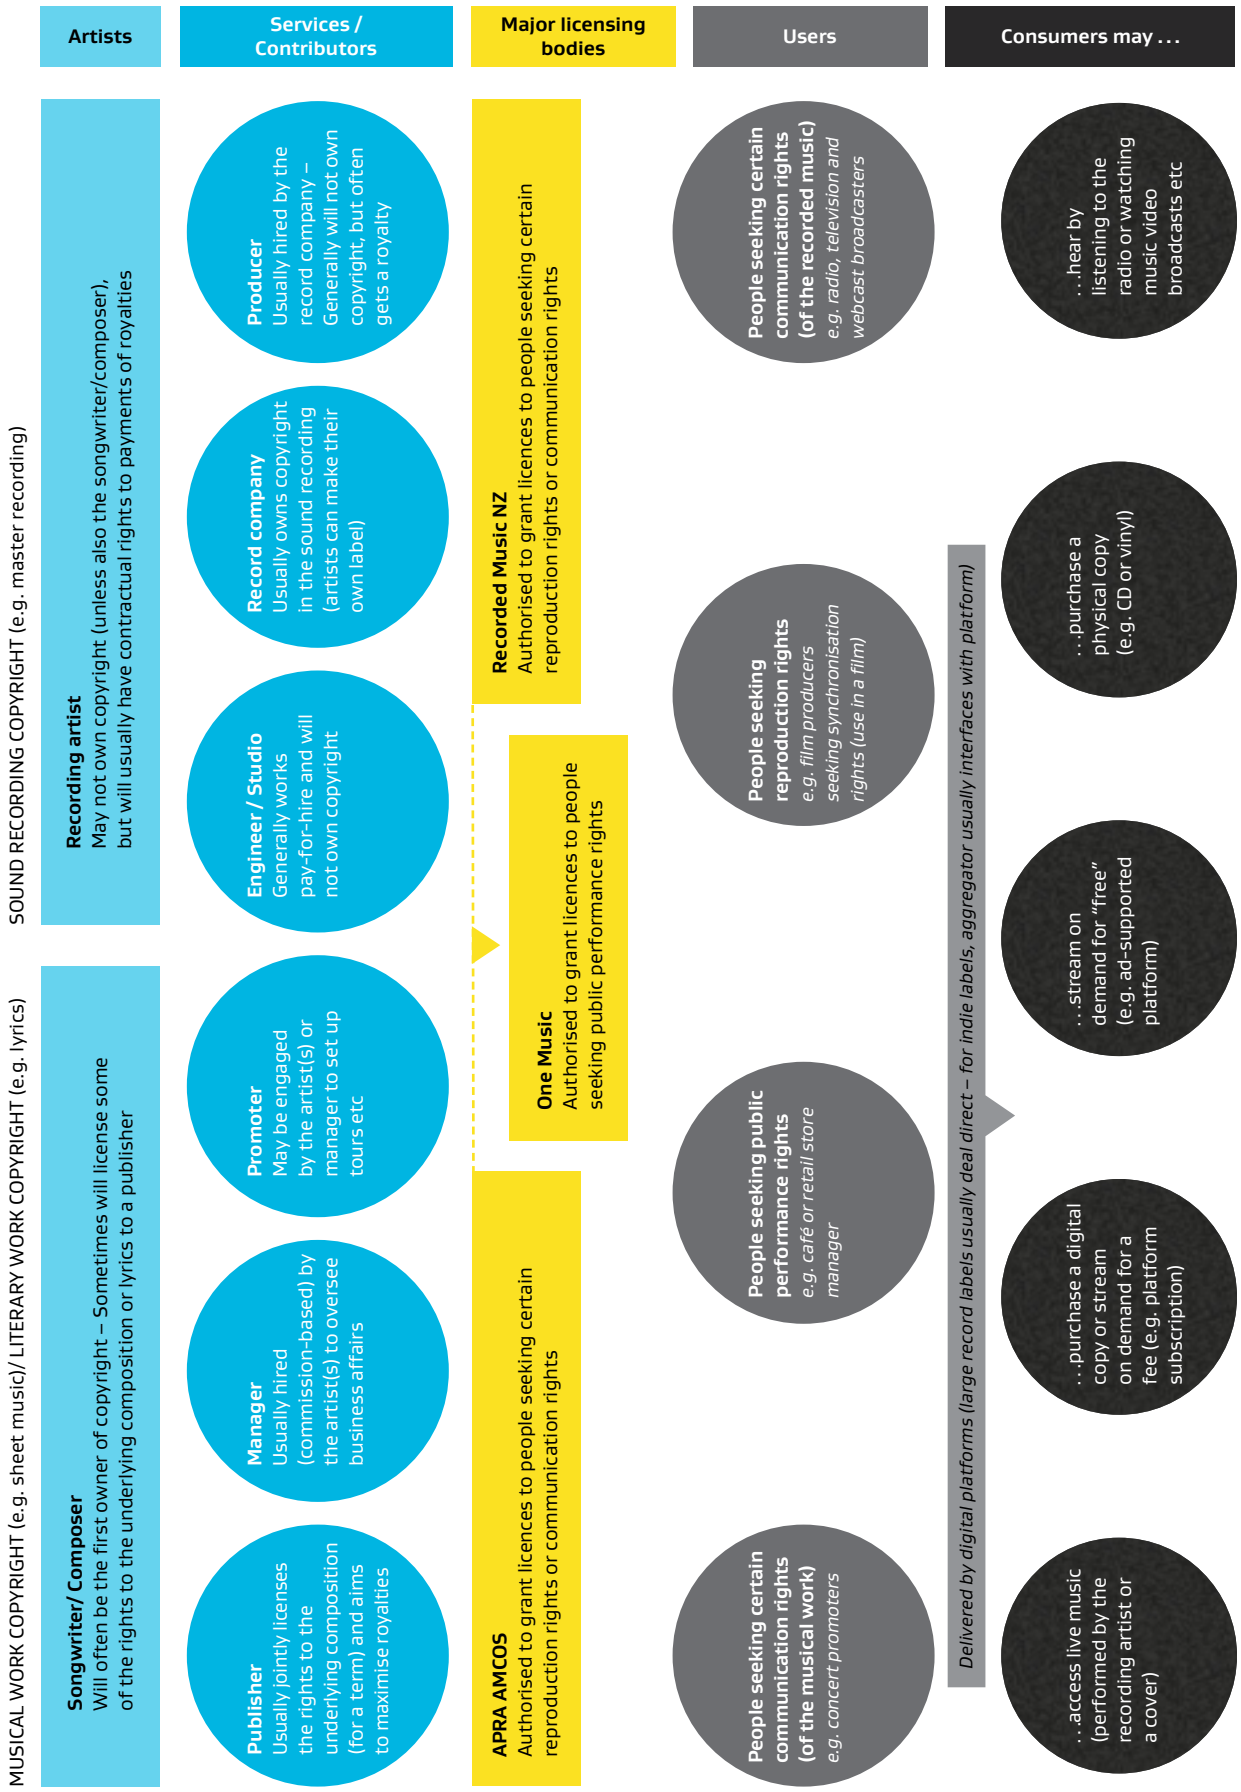 Artists
Services /
Contributors
Major licensing
bodies
Users
Consumers may ...
MUSICAL WORK COPYRIGHT (e.g. sheet music)/ LITERARY WORK COPYRIGHT (e.g. lyrics)
SOUND RECORDING COPYRIGHT (e.g. master recording)
Songwriter/ Composer
Will often be the first owner of copyright – Sometimes will license some
of the rights to the underlying composition or lyrics to a publisher
Recording artist
May not own copyright (unless also the songwriter/composer),
but will usually have contractual rights to payments of royalties
Publisher
Usually jointly licenses
the rights to the
underlying composition
(for a term) and aims
to maximise royalties
Manager
Usually hired
(commission-based) by
the artist(s) to oversee
business affairs
Promoter
May be engaged
by the artist(s) or
manager to set up
tours etc
Engineer / Studio
Generally works
pay-for-hire and will
not own copyright
Record company
Usually owns copyright
in the sound recording
(artists can make their
own label)
Producer
Usually hired by the
record company –
Generally will not own
copyright, but often
gets a royalty
APRA AMCOS
Authorised to grant licences to people seeking certain
reproduction rights or communication rights
One Music
Authorised to grant licences to people
seeking public performance rights
Recorded Music NZ
Authorised to grant licences to people seeking certain
reproduction rights or communication rights
People seeking certain
communication rights
(of the musical work)
e.g. concert promoters
People seeking public
performance rights
e.g. café or retail store
manager
People seeking
reproduction rights
e.g. film producers
seeking synchronisation
rights (use in a film)
People seeking certain
communication rights
(of the recorded music)
e.g. radio, television and
webcast broadcasters
Delivered by digital platforms (large record labels usually deal direct – for indie labels, aggregator usually interfaces with platform)
...access live music
(performed by the
recording artist or
a cover)
...purchase a digital
copy or stream
on demand for a
fee (e.g. platform
subscription)
...stream on
demand for “free”
(e.g. ad-supported
platform)
...purchase a
physical copy
(e.g. CD or vinyl)
...hear by
listening to the
radio or watching
music video
broadcasts etc